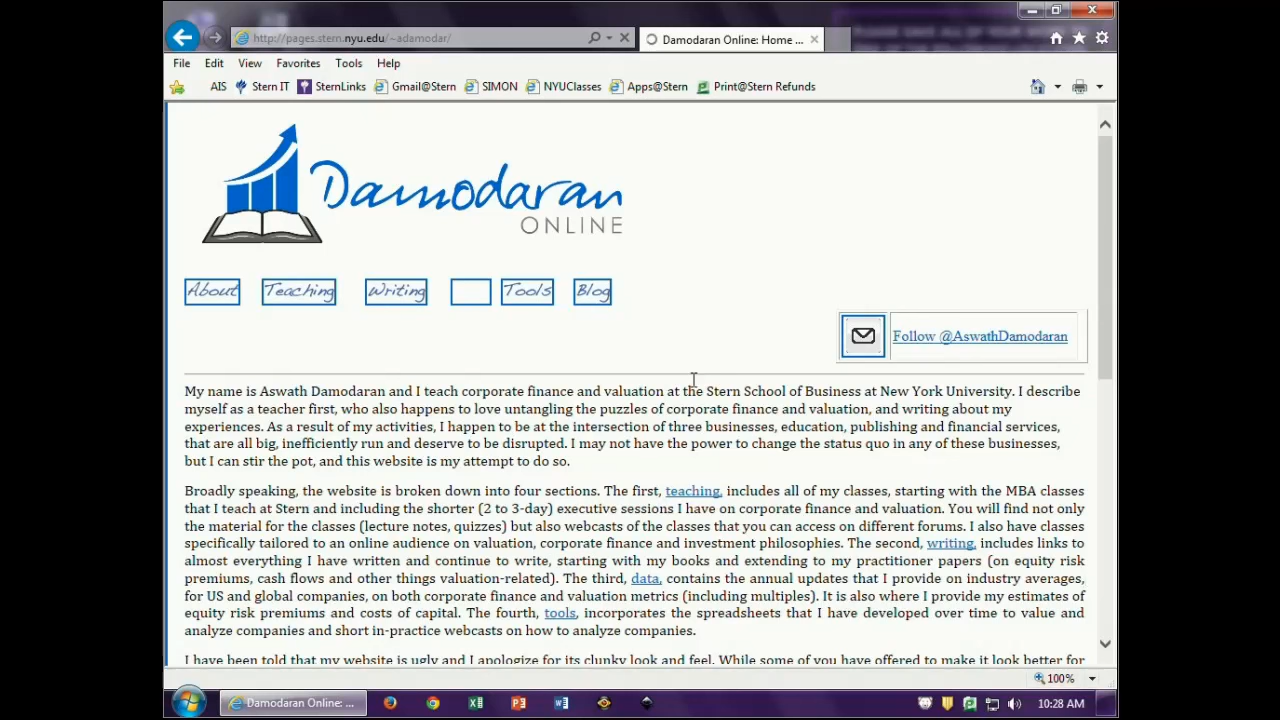 http://pages.stern.nyu.edu/~adamodar/
Damodaran Online: Home ...
File Edit View Favorites Tools Help
AIS Stern IT SternLinks Gmail@Stern SIMON NYUClasses Apps@Stern Print@Stern Refunds
Damodaran
ONLINE
About Teaching Writing Tools Blog
Follow @AswathDamodaran
My name is Aswath Damodaran and I teach corporate finance and valuation at the Stern School of Business at New York University. I describe
myself as a teacher first, who also happens to love untangling the puzzles of corporate finance and valuation, and writing about my
experiences. As a result of my activities, I happen to be at the intersection of three businesses, education, publishing and financial services,
that are all big, inefficiently run and deserve to be disrupted. I may not have the power to change the status quo in any of these businesses,
but I can stir the pot, and this website is my attempt to do so.
Broadly speaking, the website is broken down into four sections. The first, teaching, includes all of my classes, starting with the MBA classes
that I teach at Stern and including the shorter (2 to 3-day) executive sessions I have on corporate finance and valuation. You will find not only
the material for the classes (lecture notes, quizzes) but also webcasts of the classes that you can access on different forums. I also have classes
specifically tailored to an online audience on valuation, corporate finance and investment philosophies. The second, writing, includes links to
almost everything I have written and continue to write, starting with my books and extending to my practitioner papers (on equity risk
premiums, cash flows and other things valuation-related). The third, data, contains the annual updates that I provide on industry averages,
for US and global companies, on both corporate finance and valuation metrics (including multiples). It is also where I provide my estimates of
equity risk premiums and costs of capital. The fourth, tools, incorporates the spreadsheets that I have developed over time to value and
analyze companies and short in-practice webcasts on how to analyze companies.
I have been told that my website is ugly and I apologize for its clunky look and feel. While some of you have offered to make it look better for
100%
Damodaran Online: ...
10:28 AM